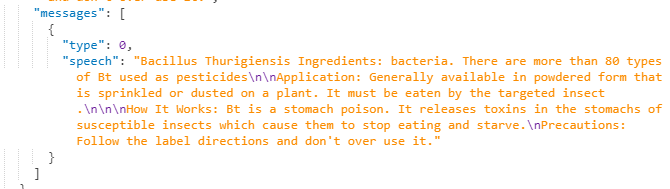 "messages": [
{
"type": 0,
"speech": "Bacillus Thurigiensis Ingredients: bacteria. There are more than 80 types
of Bt used as pesticides\n\nApplication: Generally available in powdered form that
is sprinkled or dusted on a plant. It must be eaten by the targeted insect
.\n\n\nHow It Works: Bt is a stomach poison. It releases toxins in the stomachs of
susceptible insects which cause them to stop eating and starve.\nPrecautions:
Follow the label directions and don't over use it."
}
]